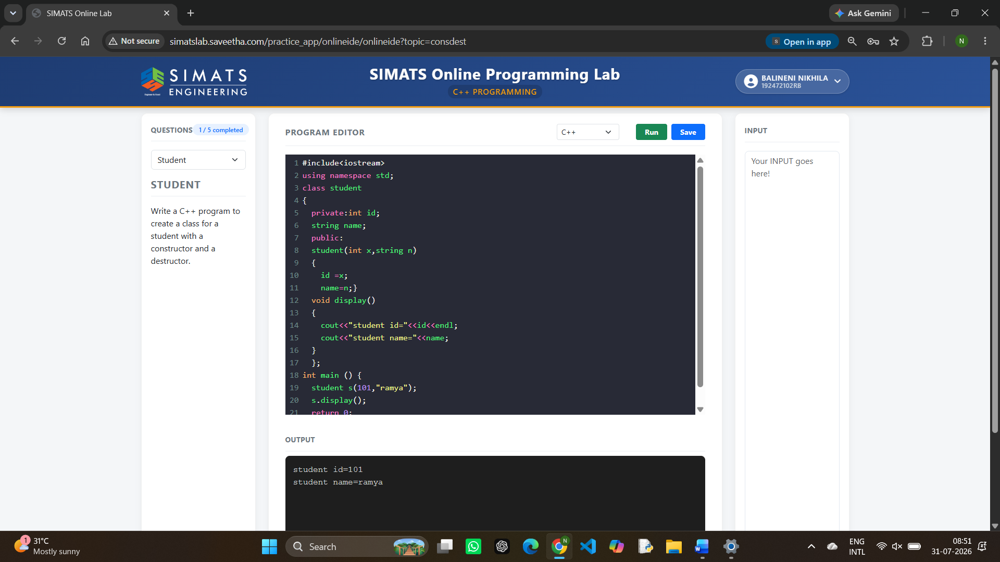 SIMATS Online Lab
Ask Gemini
Not secure
simatslab.saveetha.com/practice_app/onlineide/onlineide?topic=consdest
S
Open in app
N
SIMATS
ENGINEERING
SIMATS Online Programming Lab
C++ PROGRAMMING
BALINENI NIKHILA
192472102RB
QUESTIONS
1 / 5 completed
Student
STUDENT
Write a C++ program to
create a class for a
student with a
constructor and a
destructor.
PROGRAM EDITOR
C++
Run
Save
1 #include<iostream>
2 using namespace std;
3 class student
4 {
5   private:int id;
6   string name;
7   public:
8   student(int x,string n)
9   {
10     id =x;
11     name=n;}
12   void display()
13   {
14     cout<<"student id="<<id<<endl;
15     cout<<"student name="<<name;
16   }
17   };
18 int main () {
19   student s(101,"ramya");
20   s.display();
21   return 0;
OUTPUT
student id=101
student name=ramya
INPUT
Your INPUT goes
here!
1
31°C
Mostly sunny
Search
N
ENG
INTL
08:51
31-07-2026